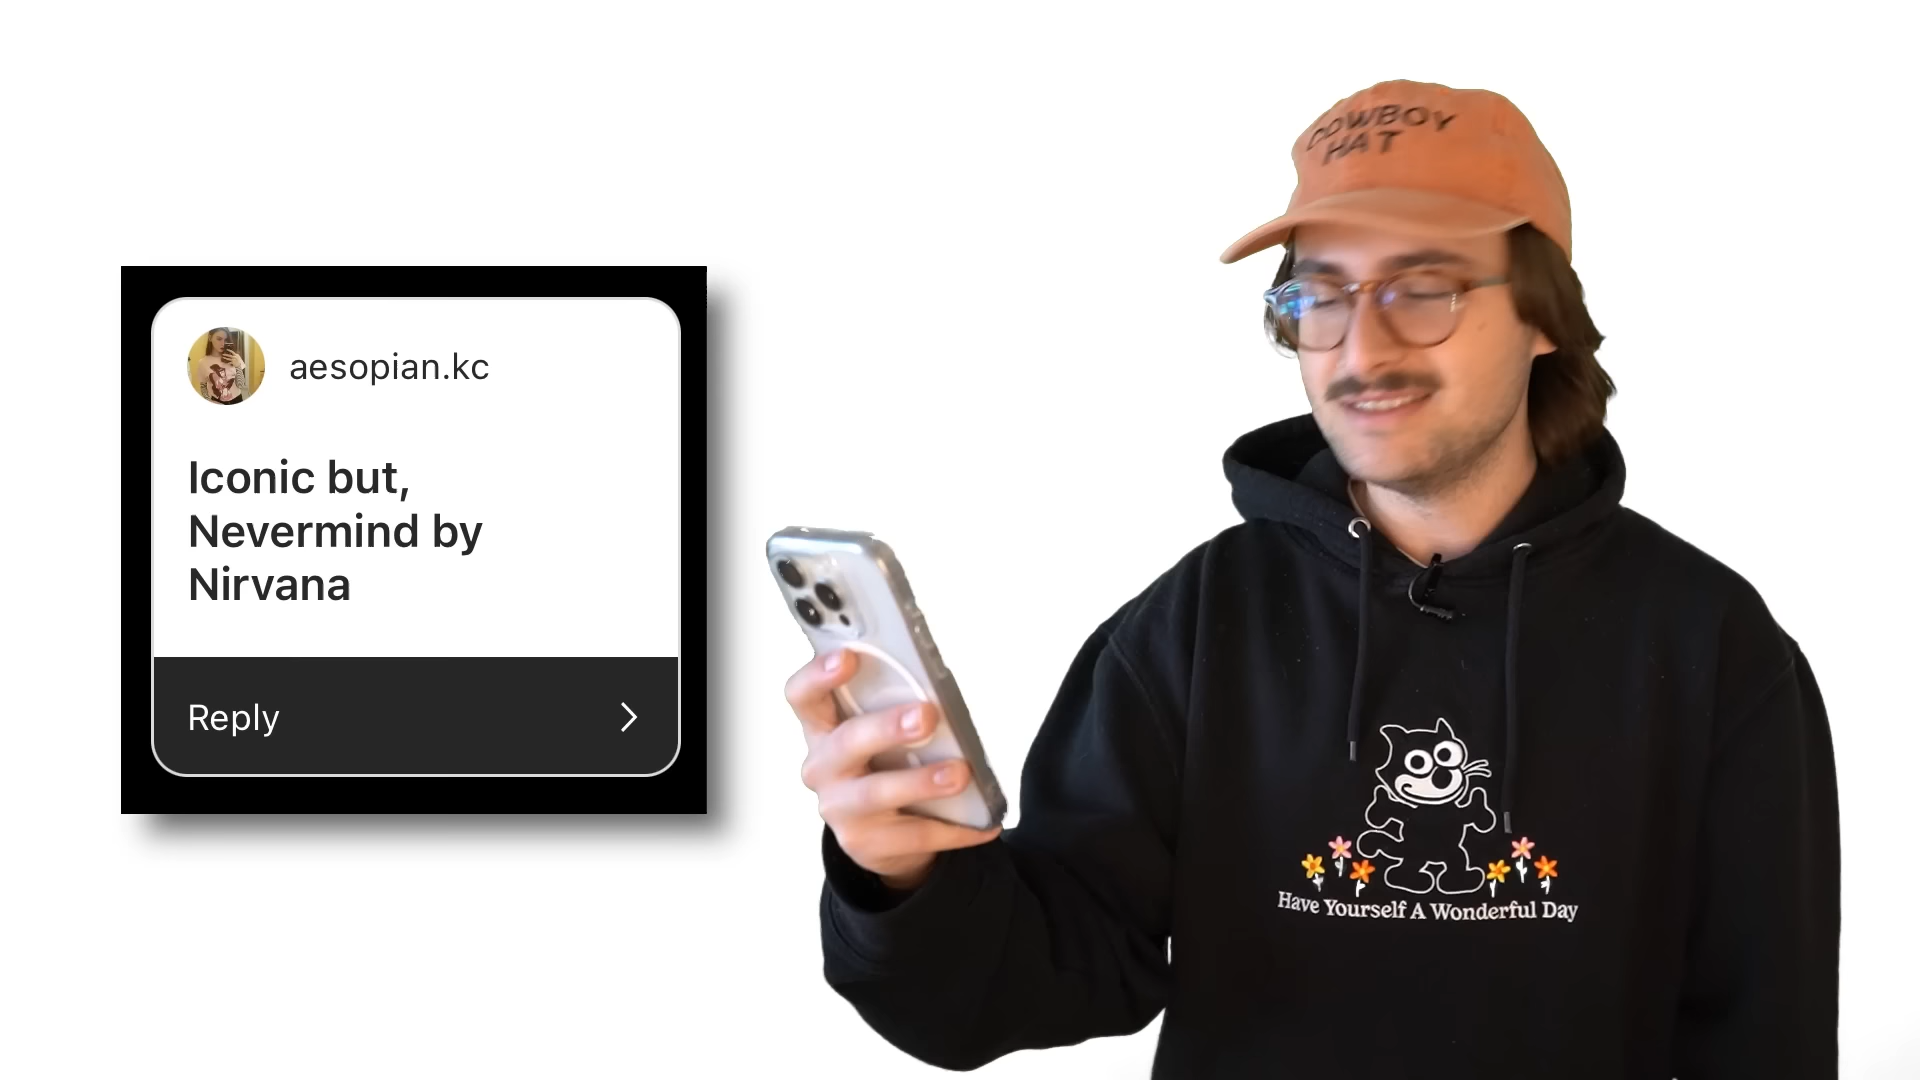 aesopian.kc
Iconic but,
Nevermind by
Nirvana
Reply
COWBOY
HAT
Have Yourself A Wonderful Day